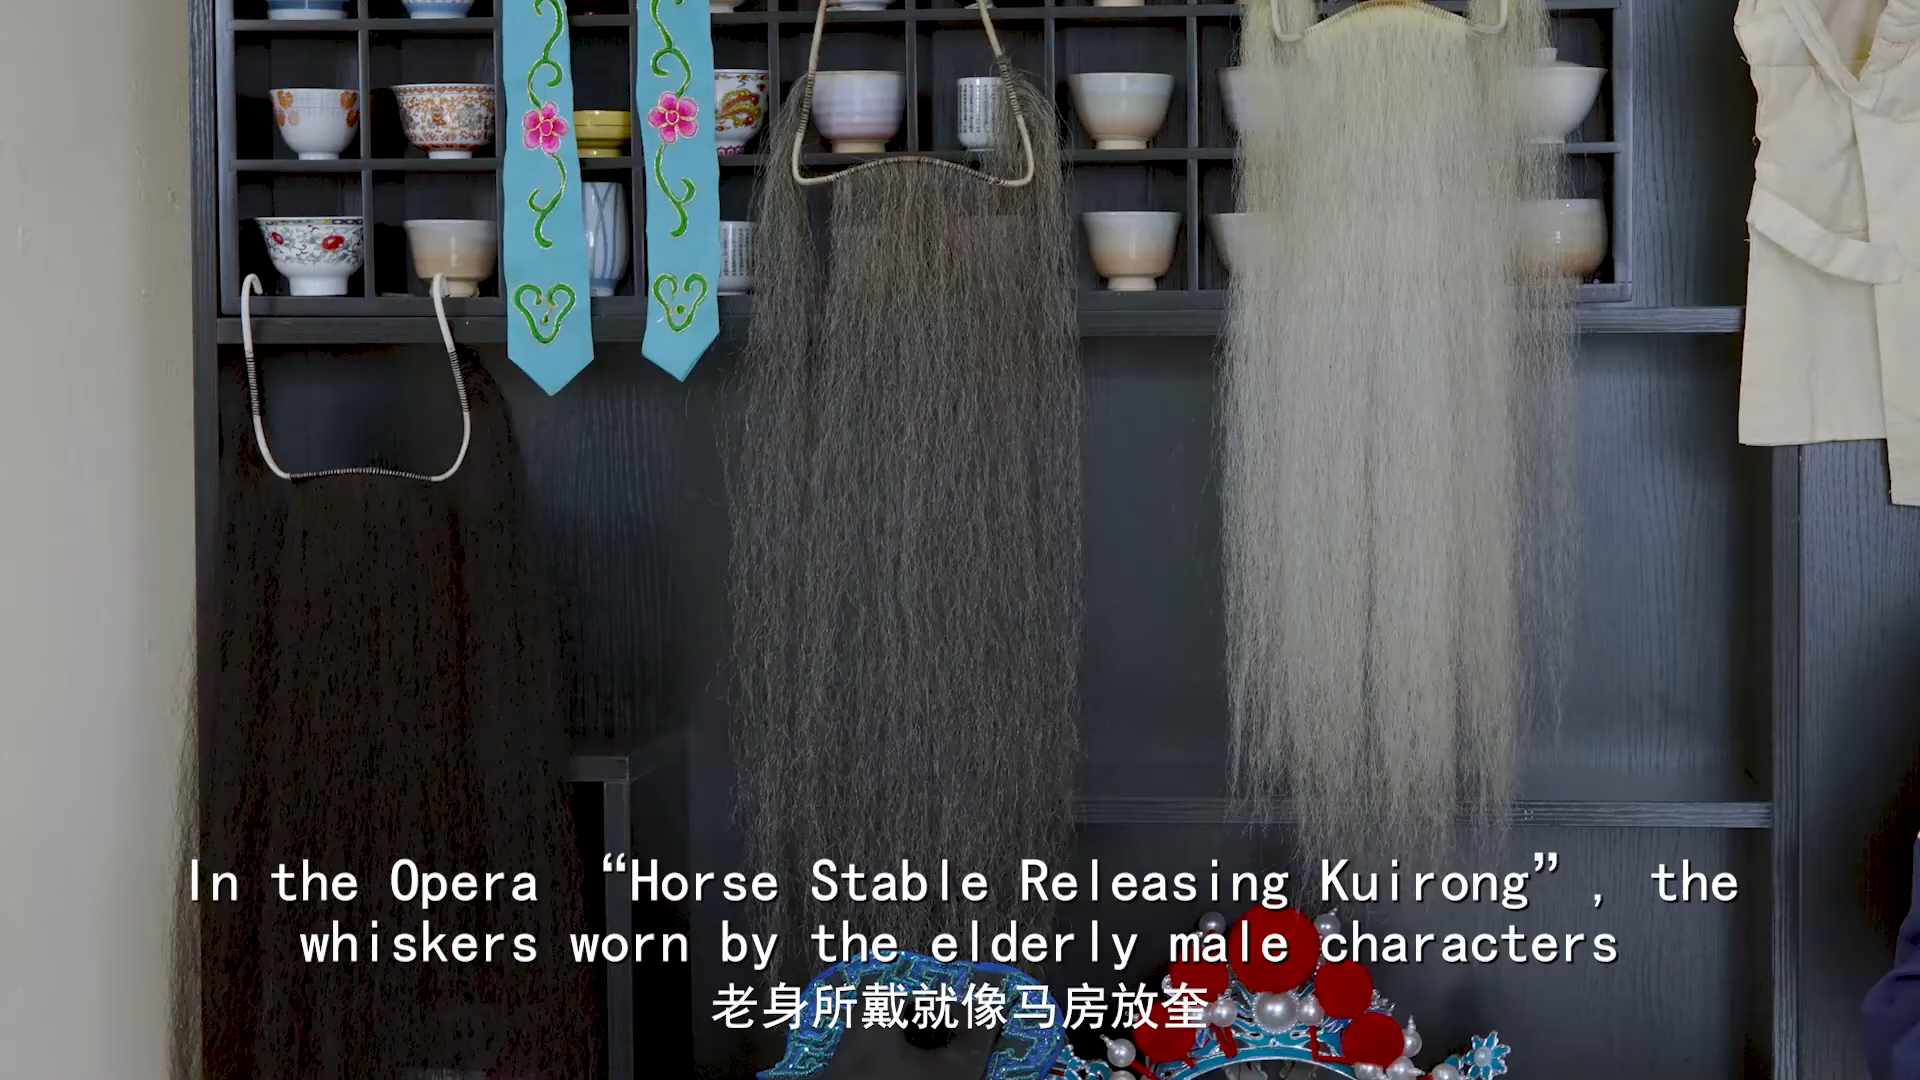 In the Opera “Horse Stable Releasing Kuirong”, the
whiskers worn by the elderly male characters
老身所戴就像马房放奎